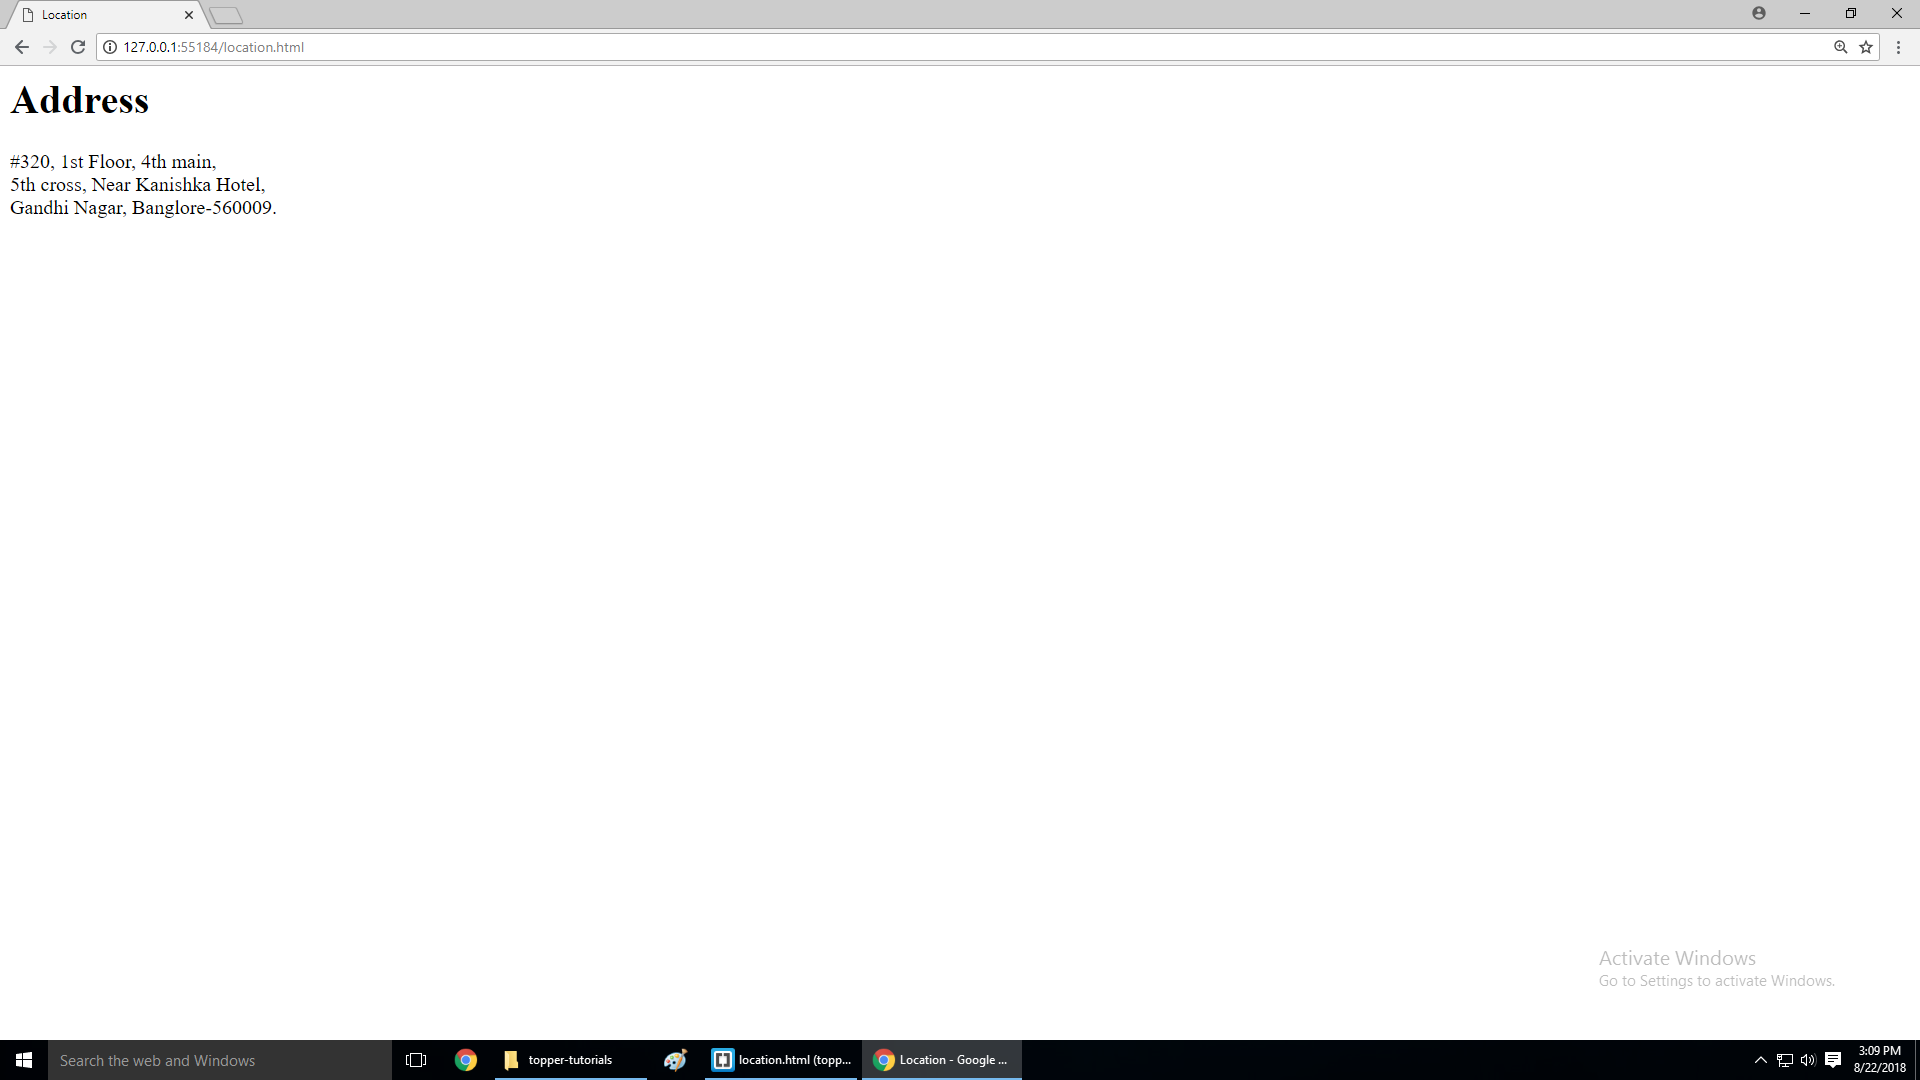 Location
127.0.0.1:55184/location.html
Address
#320, 1st Floor, 4th main,
5th cross, Near Kanishka Hotel,
Gandhi Nagar, Banglore-560009.
Activate Windows
Go to Settings to activate Windows.
Search the web and Windows
topper-tutorials
location.html (topp...
Location - Google ...
3:09 PM
8/22/2018